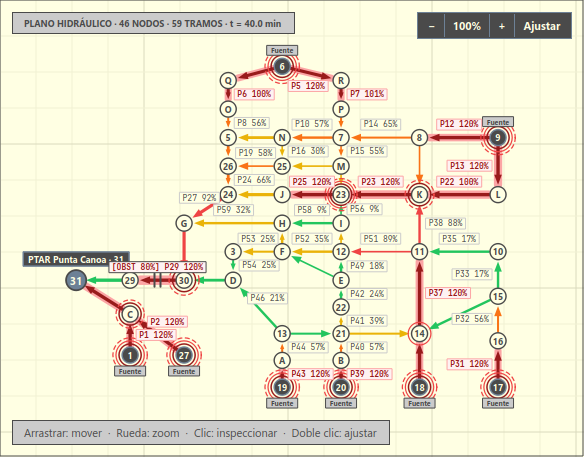 PLANO HIDRÁULICO · 46 NODOS · 59 TRAMOS · t = 40.0 min
− 100% + Ajustar
Fuente
6
Q R
P5 120%
P6 100% P7 101%
O P
Fuente
P12 120%
9
P8 56% P10 57% P14 65%
5 N 7 8
P19 58% P16 30% P15 55%
P13 120%
26 25 M
P24 66% P25 120% P23 120% P22 100%
24 J 23 K L
P27 92%
P59 32% P58 9% P56 9%
G H I
P38 88%
P53 25% P52 35% P51 89% P35 17%
3 F 12 11 10
PTAR Punta Canoa · 31
[OBST 80%] P29 120%
P54 25% P49 18% P33 17%
31 29 30 D E
P42 24%
P37 120%
P46 21%
15
22
C
P2 120%
P41 39%
P32 56%
P1 120%
13 21 14
16
P44 57% P40 57%
1 27
A B
P31 120%
Fuente Fuente
P43 120% P39 120%
19 20 18 17
Fuente Fuente Fuente Fuente
Arrastrar: mover · Rueda: zoom · Clic: inspeccionar · Doble clic: ajustar